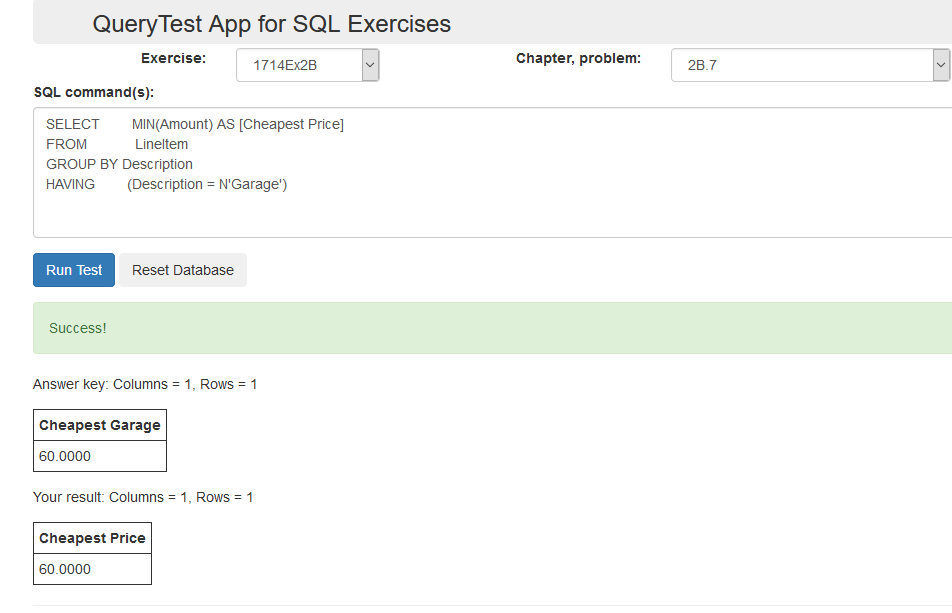 QueryTest App for SQL Exercises
Exercise: 1714Ex2B Chapter, problem: 2B.7
SQL command(s):
SELECT MIN(Amount) AS [Cheapest Price]
FROM LineItem
GROUP BY Description
HAVING (Description = N'Garage')
Run Test Reset Database
Success!
Answer key: Columns = 1, Rows = 1
Cheapest Garage
60.0000
Your result: Columns = 1, Rows = 1
Cheapest Price
60.0000